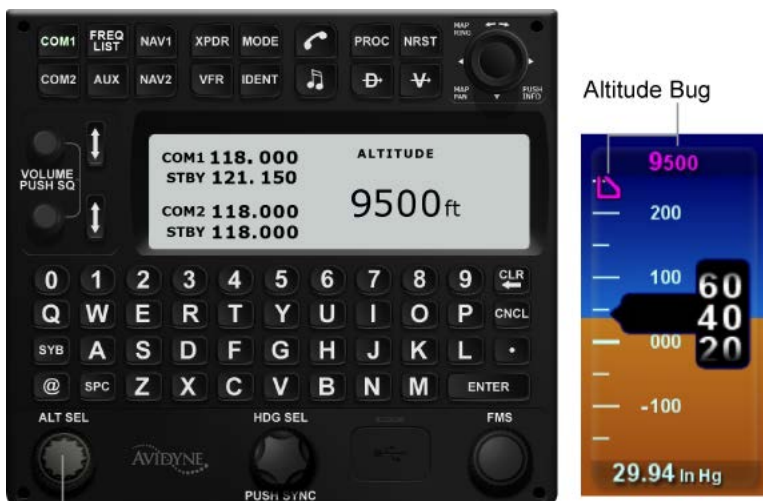 COM1 FREQ LIST NAV1 XPDR MODE PROC NRST
COM2 AUX NAV2 VFR IDENT D V
MAP RING
MAP PAN
PUSH INFO
VOLUME
PUSH SQ
COM1 118.000
STBY 121.150
COM2 118.000
STBY 118.000
ALTITUDE
9500ft
0 1 2 3 4 5 6 7 8 9 CLR
Q W E R T Y U I O P CNCL
SYB A S D F G H J K L .
@ SPC Z X C V B N M ENTER
ALT SEL
HDG SEL
FMS
AVIDYNE
PUSH SYNC
Altitude Bug
9500
200
100
000
-100
60
40
20
29.94 In Hg